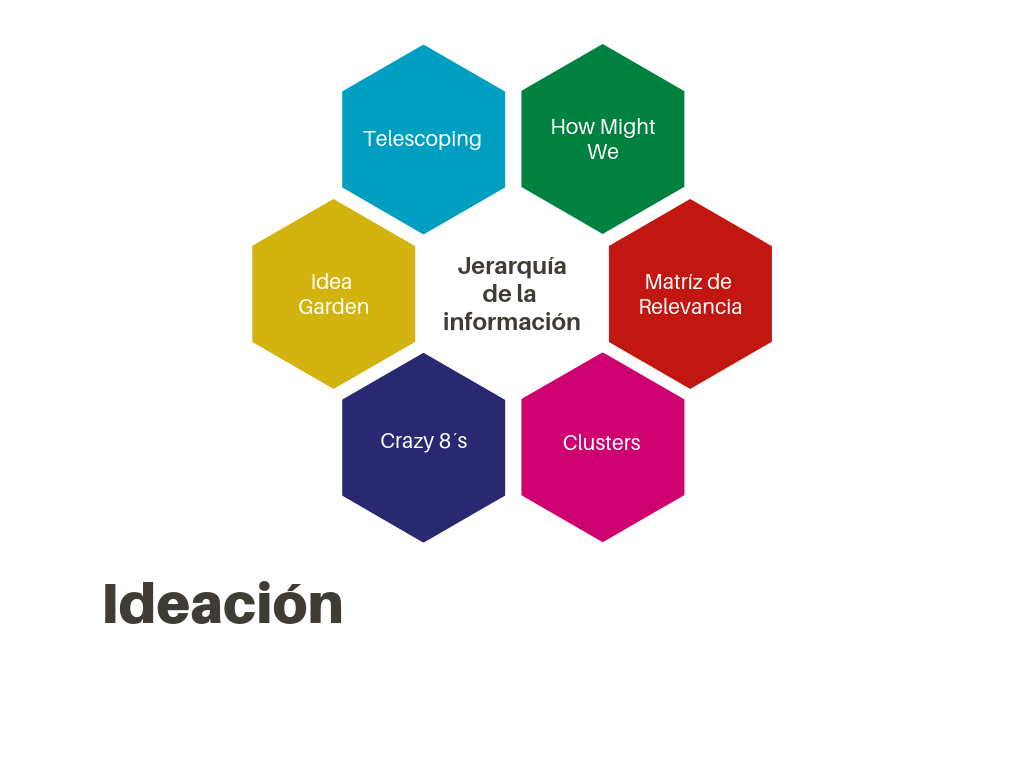 Telescoping
How Might
We
Idea
Garden
Jerarquía
de la
información
Matríz de
Relevancia
Crazy 8´s
Clusters
Ideación